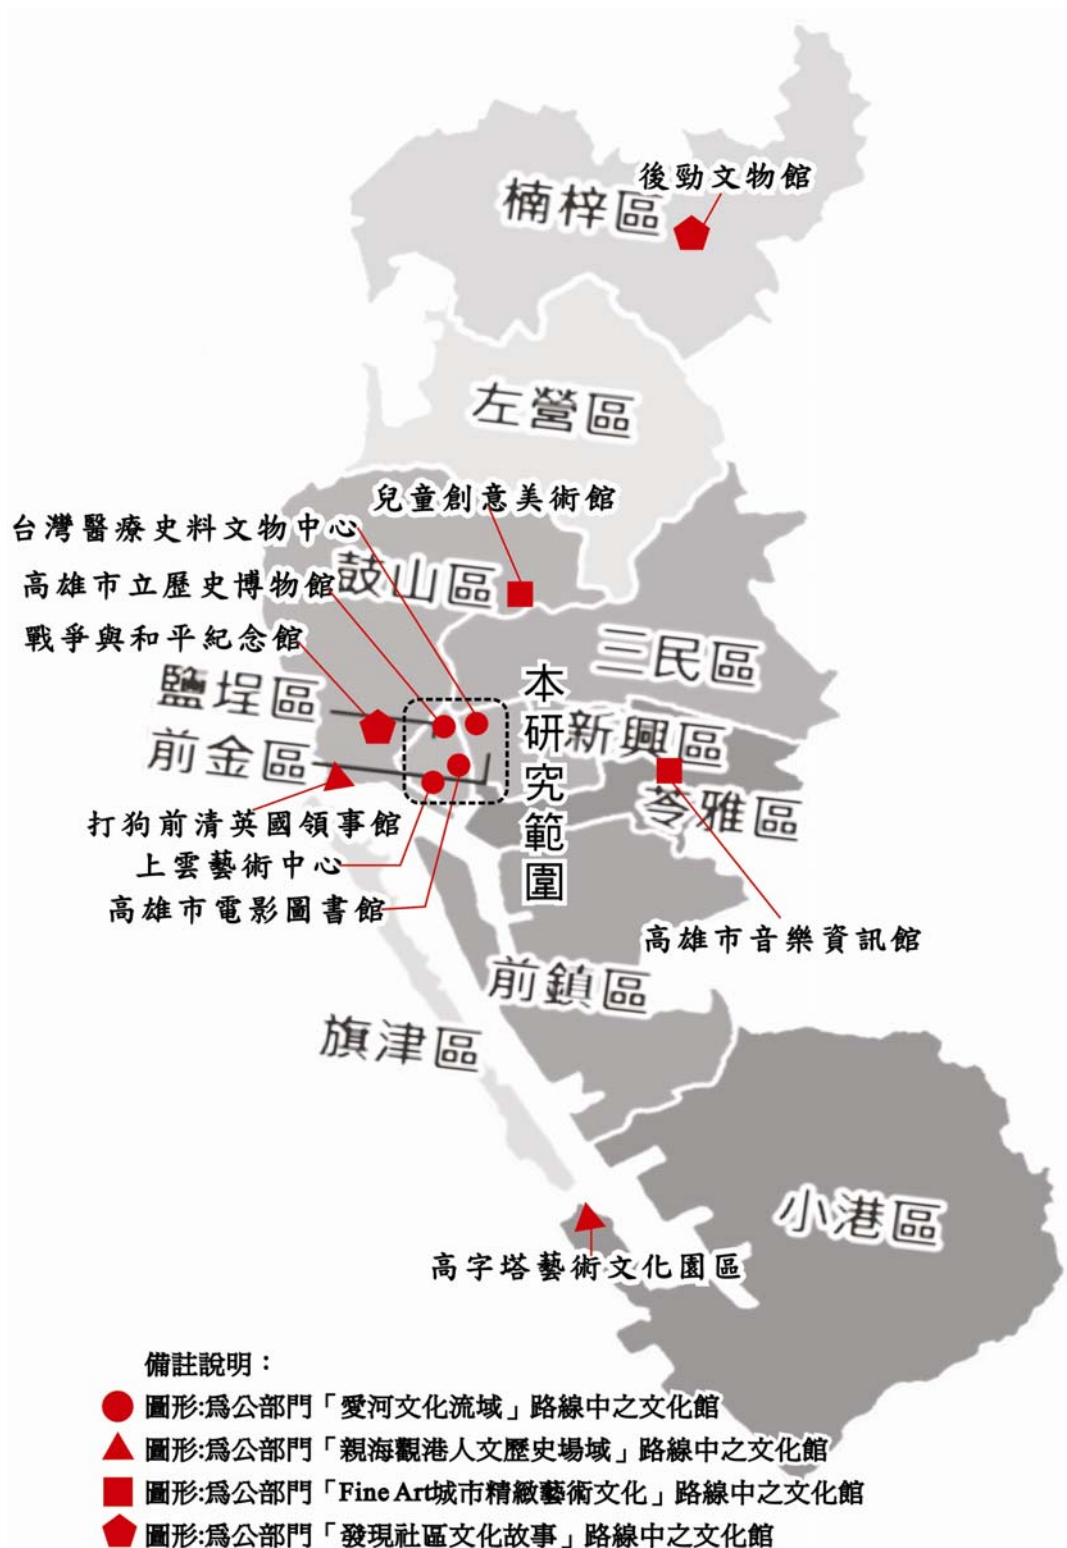 後勁文物館
楠梓區
左營區
兒童創意美術館
台灣醫療史料文物中心
高雄市立歷史博物館
鼓山區
戰爭與和平紀念館
三民區
鹽埕區
本研究範圍
新興區
前金區
苓雅區
打狗前清英國領事館
上雲藝術中心
高雄市電影圖書館
高雄市音樂資訊館
前鎮區
旗津區
小港區
高字塔藝術文化園區
備註說明：
圖形:為公部門「愛河文化流域」路線中之文化館
圖形:為公部門「親海觀港人文歷史場域」路線中之文化館
圖形:為公部門「Fine Art城市精緻藝術文化」路線中之文化館
圖形:為公部門「發現社區文化故事」路線中之文化館